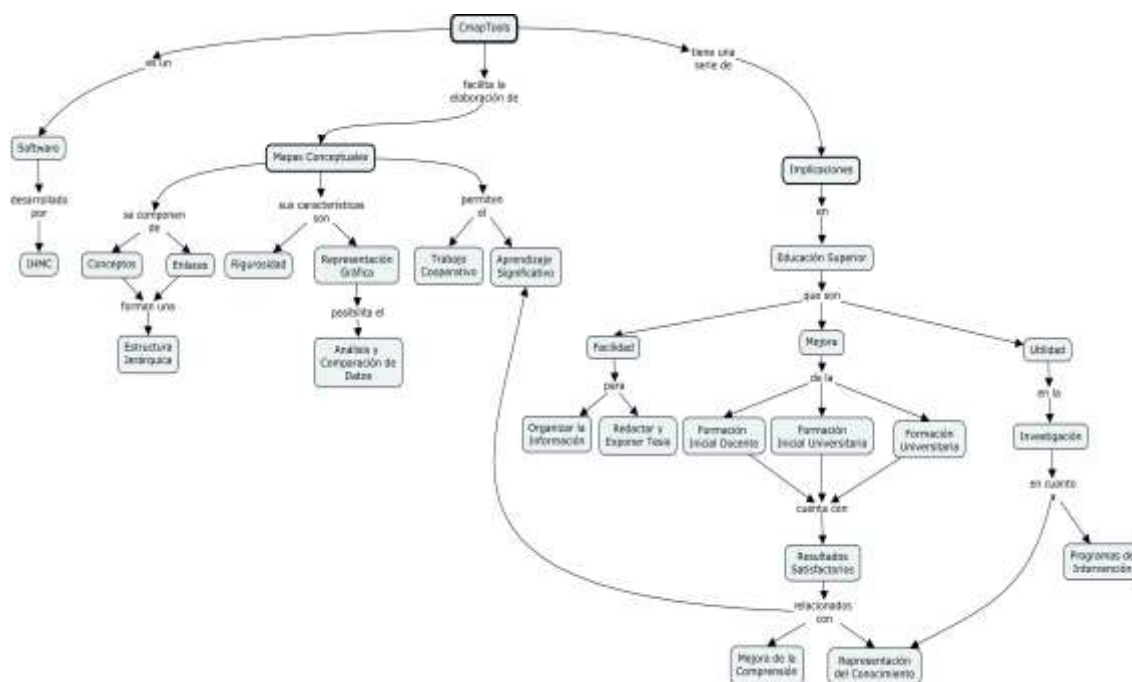 CmapTools
es un
facilita la
elaboración de
tiene una
serie de
Software
Mapas Conceptuales
Implicaciones
desarrollado
por
se componen
de
sus características
son
permiten
el
en
IHMC
Conceptos
Enlaces
Rigurosidad
Representación
Gráfica
Trabajo
Cooperativo
Aprendizaje
Significativo
Educación Superior
forman una
posibilita el
que son
Estructura
Jerárquica
Análisis y
Comparación de
Datos
Facilidad
Mejora
Utilidad
para
de la
en la
Organizar la
Información
Redactar y
Exponer Tesis
Formación
Inicial Docente
Formación
Inicial Universitaria
Formación
Universitaria
Investigación
cuenta con
en cuanto
a
Resultados
Satisfactorios
Programas de
Intervención
relacionados
con
Mejora de la
Comprensión
Representación
del Conocimiento